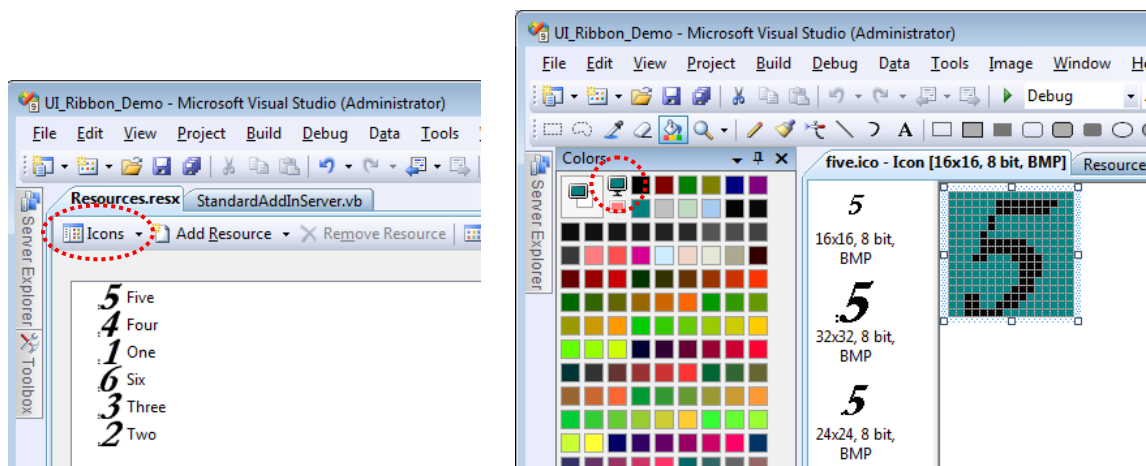 UI_Ribbon_Demo - Microsoft Visual Studio (Administrator)
File Edit View Project Build Debug Data Tools
Resources.resx StandardAddInServer.vb
Icons Add Resource Remove Resource
Server Explorer
Toolbox
5 Five
4 Four
1 One
6 Six
3 Three
2 Two
UI_Ribbon_Demo - Microsoft Visual Studio (Administrator)
File Edit View Project Build Debug Data Tools Image Window
Debug
A
Server Explorer
Colors
five.ico - Icon [16x16, 8 bit, BMP] Resource
5
16x16, 8 bit,
BMP
5
32x32, 8 bit,
BMP
5
24x24, 8 bit,
BMP
5